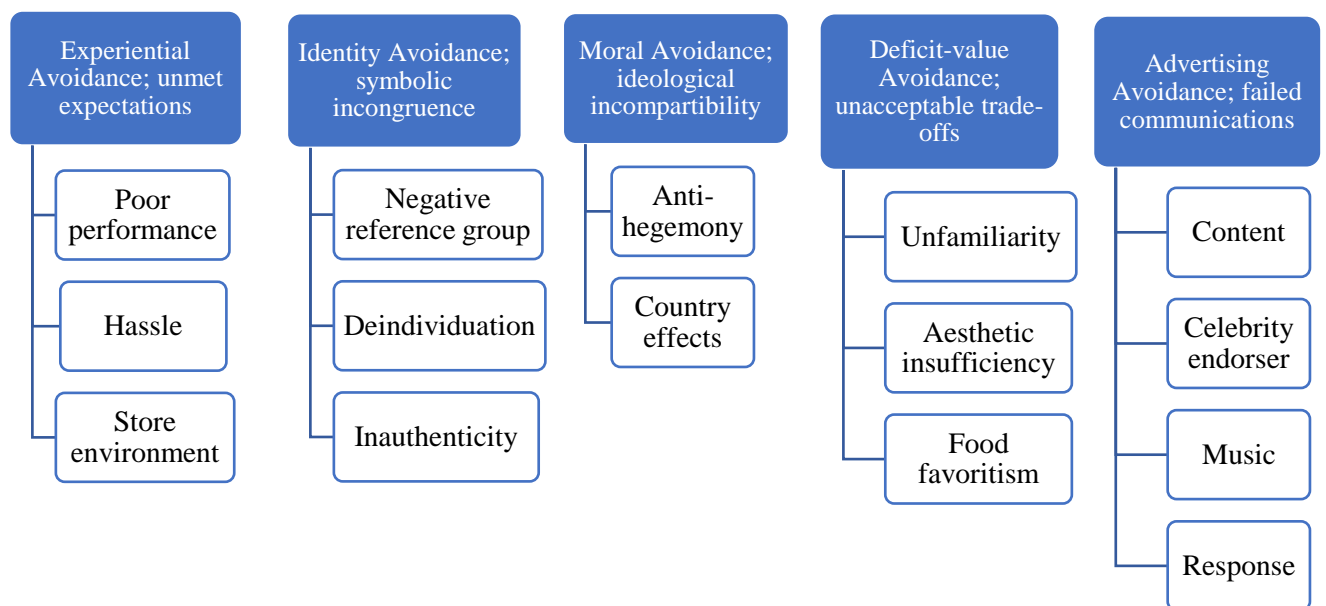 Experiential
Avoidance; unmet
expectations
Poor
performance
Hassle
Store
environment
Identity Avoidance;
symbolic
incongruence
Negative
reference group
Deindividuation
Inauthenticity
Moral Avoidance;
ideological
incompartibility
Anti-
hegemony
Country
effects
Deficit-value
Avoidance;
unacceptable trade-
offs
Unfamiliarity
Aesthetic
insufficiency
Food
favoritism
Advertising
Avoidance; failed
communications
Content
Celebrity
endorser
Music
Response